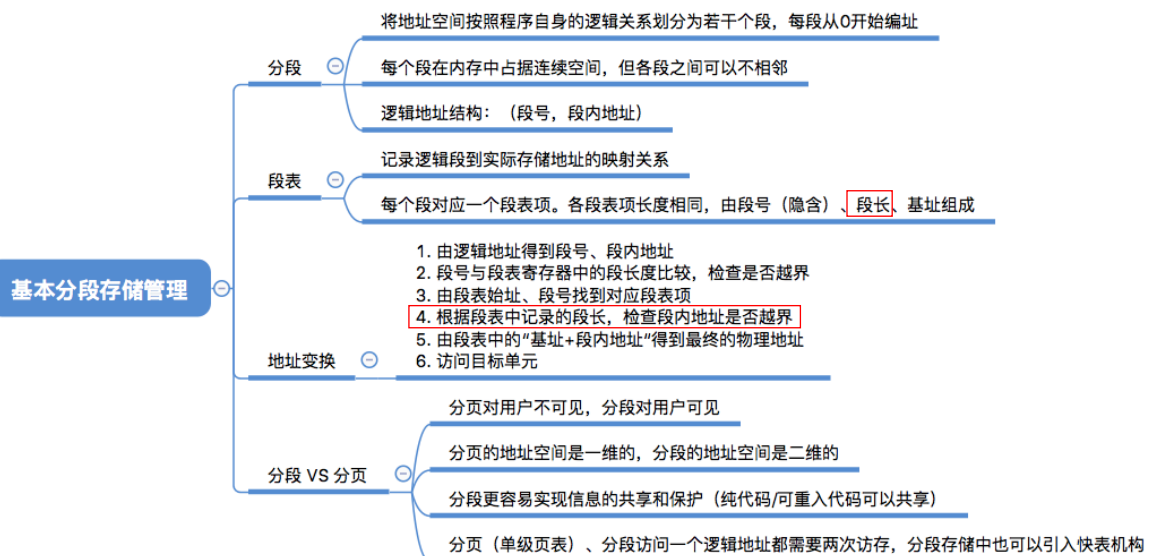 将地址空间按照程序自身的逻辑关系划分为若干个段，每段从0开始编址
分段
每个段在内存中占据连续空间，但各段之间可以不相邻
逻辑地址结构：（段号，段内地址）
记录逻辑段到实际存储地址的映射关系
段表
每个段对应一个段表项。各段表项长度相同，由段号（隐含）、段长、基址组成
基本分段存储管理
1. 由逻辑地址得到段号、段内地址
2. 段号与段表寄存器中的段长度比较，检查是否越界
3. 由段表始址、段号找到对应段表项
4. 根据段表中记录的段长，检查段内地址是否越界
5. 由段表中的“基址+段内地址“得到最终的物理地址
6. 访问目标单元
地址变换
分页对用户不可见，分段对用户可见
分页的地址空间是一维的，分段的地址空间是二维的
分段 VS 分页
分段更容易实现信息的共享和保护（纯代码/可重入代码可以共享）
分页（单级页表）、分段访问一个逻辑地址都需要两次访存，分段存储中也可以引入快表机构